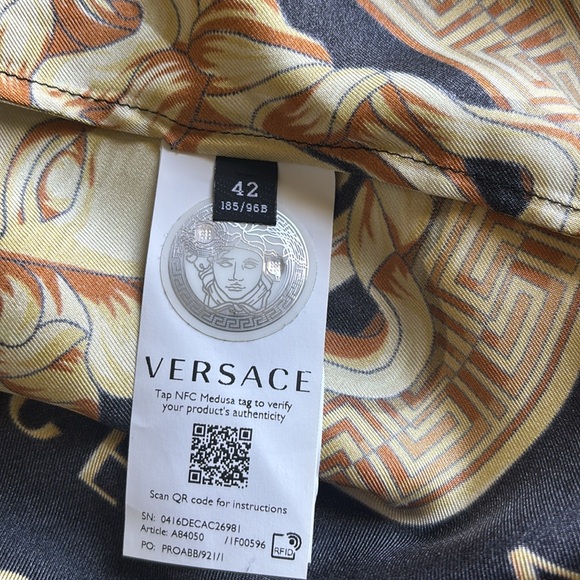 42
185/96B
VERSACE
Tap NFC Medusa tag to verify
your product's authenticity
Scan QR code for instructions
SN: 0416DECAC26981
Article: A84050 /1F00596
PO: PROABB/921/1
RFID